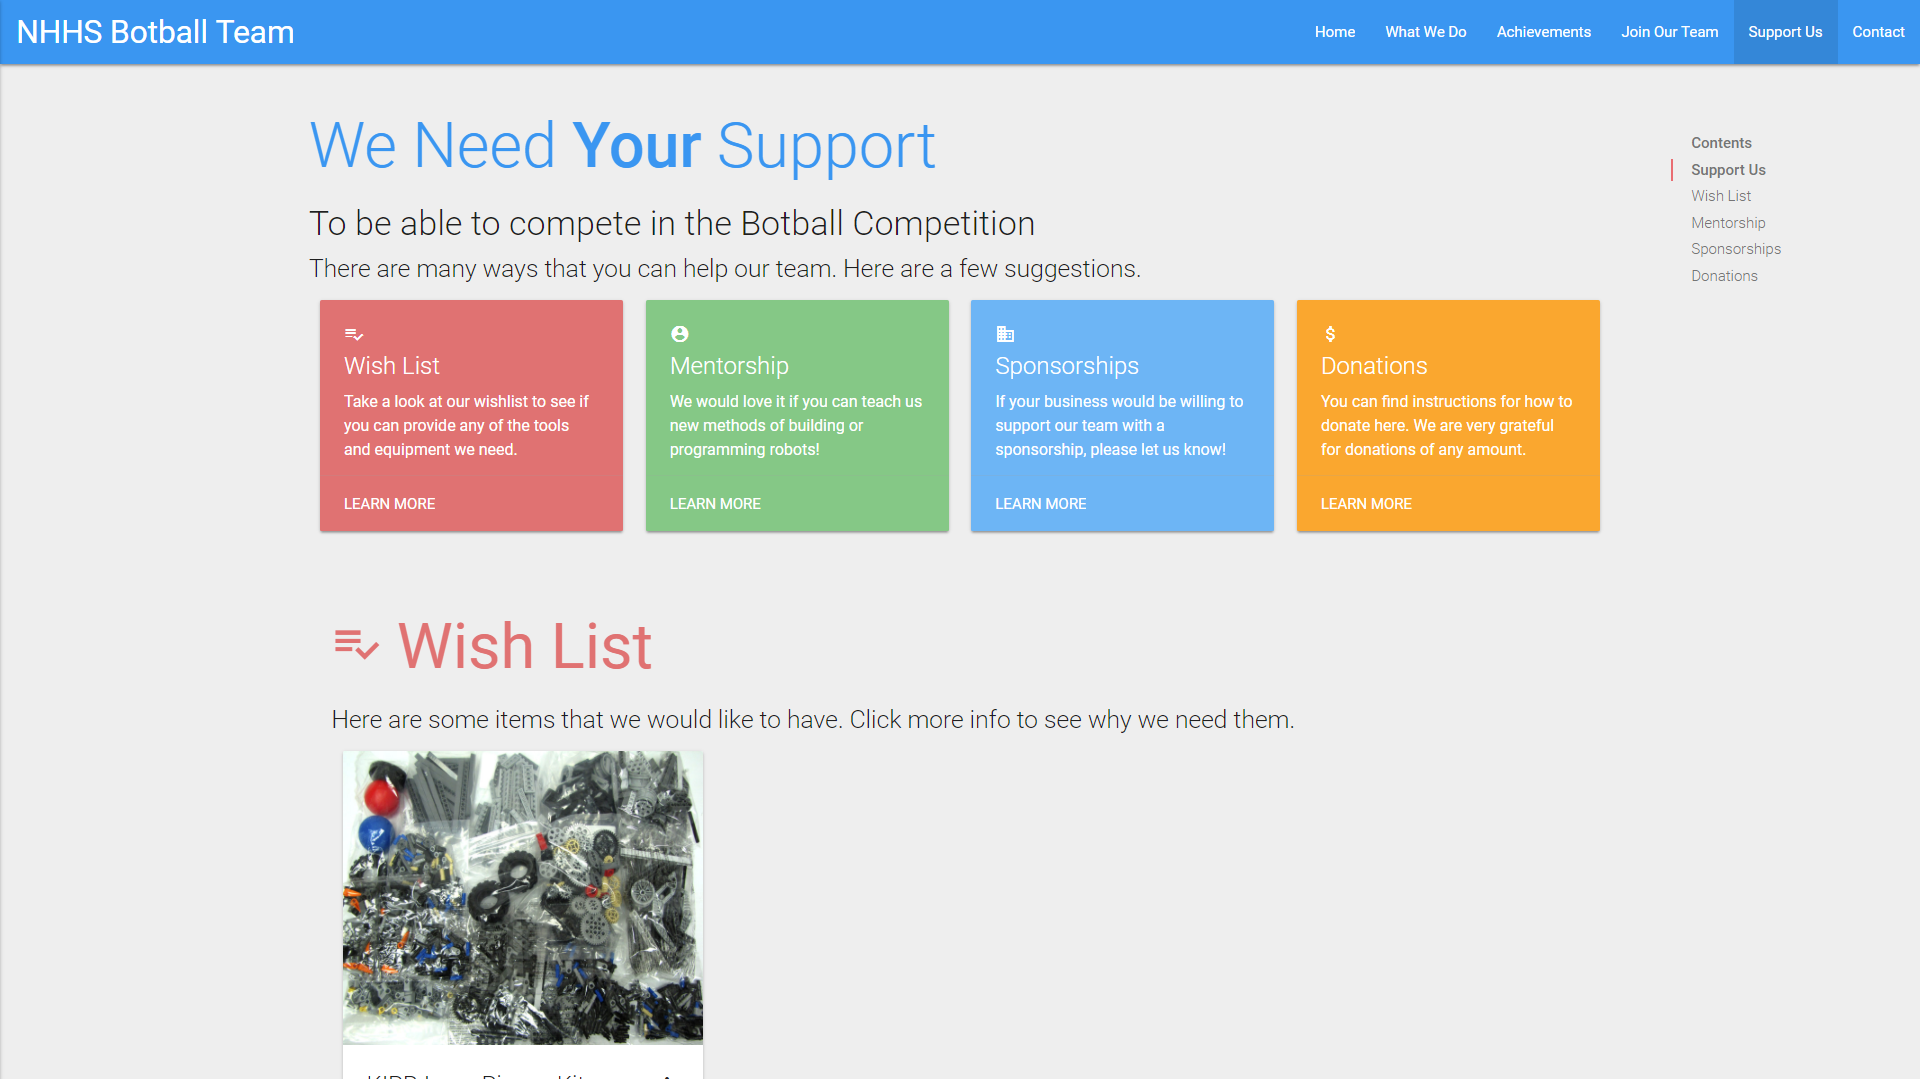 NHHS Botball Team
Home What We Do Achievements Join Our Team Support Us Contact
We Need Your Support
To be able to compete in the Botball Competition
There are many ways that you can help our team. Here are a few suggestions.
Contents
Support Us
Wish List
Mentorship
Sponsorships
Donations
Wish List
Take a look at our wishlist to see if
you can provide any of the tools
and equipment we need.
LEARN MORE
Mentorship
We would love it if you can teach us
new methods of building or
programming robots!
LEARN MORE
Sponsorships
If your business would be willing to
support our team with a
sponsorship, please let us know!
LEARN MORE
Donations
You can find instructions for how to
donate here. We are very grateful
for donations of any amount.
LEARN MORE
Wish List
Here are some items that we would like to have. Click more info to see why we need them.